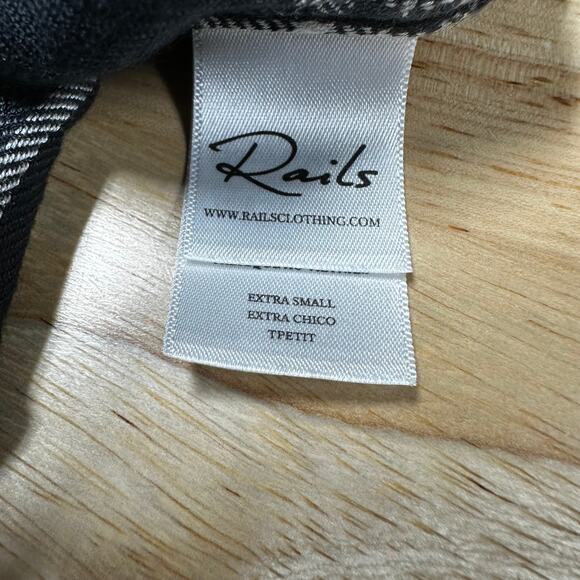 Rails
WWW.RAILSCLOTHING.COM
EXTRA SMALL
EXTRA CHICO
TPETIT